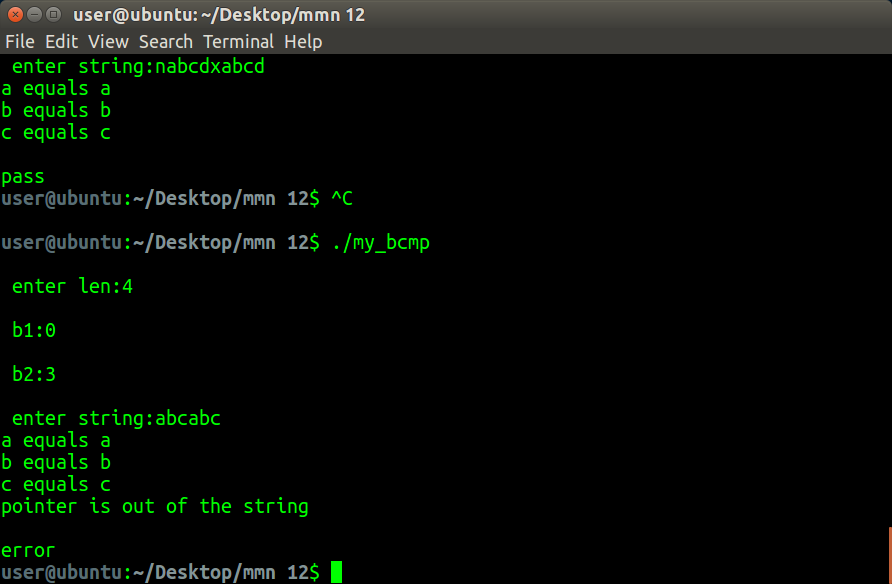 user@ubuntu: ~/Desktop/mmn 12
File Edit View Search Terminal Help
enter string:nabcdxabcd
a equals a
b equals b
c equals c
pass
user@ubuntu:~/Desktop/mmn 12$ ^C
user@ubuntu:~/Desktop/mmn 12$ ./my_bcmp
enter len:4
b1:0
b2:3
enter string:abcabc
a equals a
b equals b
c equals c
pointer is out of the string
error
user@ubuntu:~/Desktop/mmn 12$